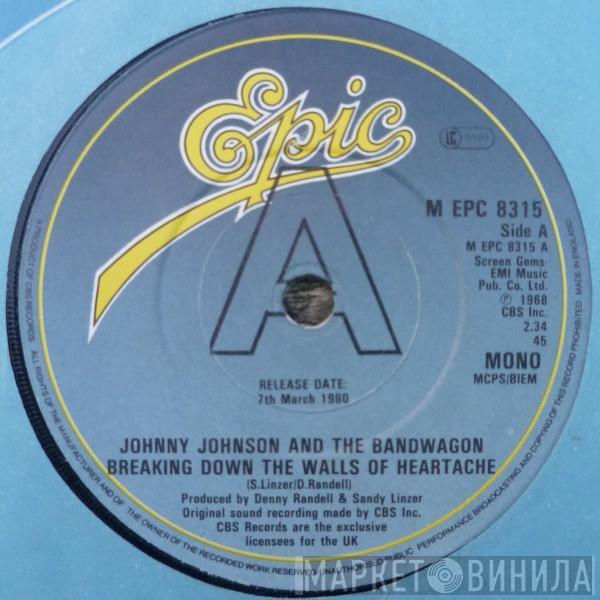 Epic
LC 0199
A
M EPC 8315
Side A
M EPC 8315 A
Screen Gems-
EMI Music
Pub. Co. Ltd.
℗ 1968
CBS Inc.
2.34
45
MONO
MCPS/BIEM
RELEASE DATE:
7th March 1980
JOHNNY JOHNSON AND THE BANDWAGON
BREAKING DOWN THE WALLS OF HEARTACHE
(S.Linzer/D.Randell)
Produced by Denny Randell & Sandy Linzer
Original sound recording made by CBS Inc.
CBS Records are the exclusive
licensees for the UK
A PRODUCT OF CBS RECORDS. ALL RIGHTS OF THE MANUFACTURER AND OF THE OWNER OF THE RECORDED WORK RESERVED-UNAUTHORISED PUBLIC PERFORMANCE BROADCASTING AND COPYING OF THIS RECORD PROHIBITED MADE IN ENGLAND
МАРКЕТ ВИНИЛА